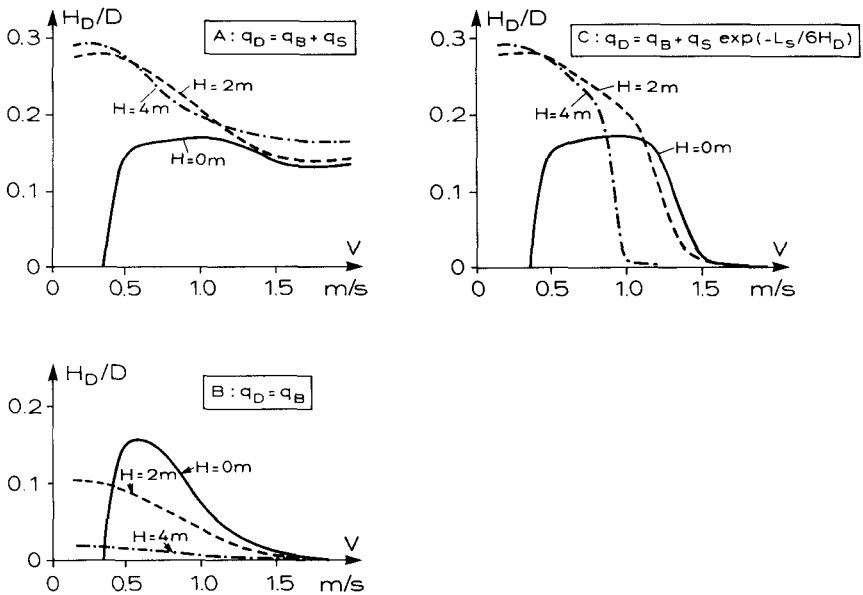 H_D/D
A: q_D = q_B + q_S
0.3
0.2
0.1
0
H=2m
H=4m
H=0m
V
0 0.5 1.0 1.5 m/s
H_D/D
C: q_D = q_B + q_S exp(-L_S/6H_D)
0.3
0.2
0.1
0
H=2m
H=4m
H=0m
V
0 0.5 1.0 1.5 m/s
H_D/D
B: q_D = q_B
0.2
0.1
0
H=0m
H=2m
H=4m
V
0 0.5 1.0 1.5 m/s